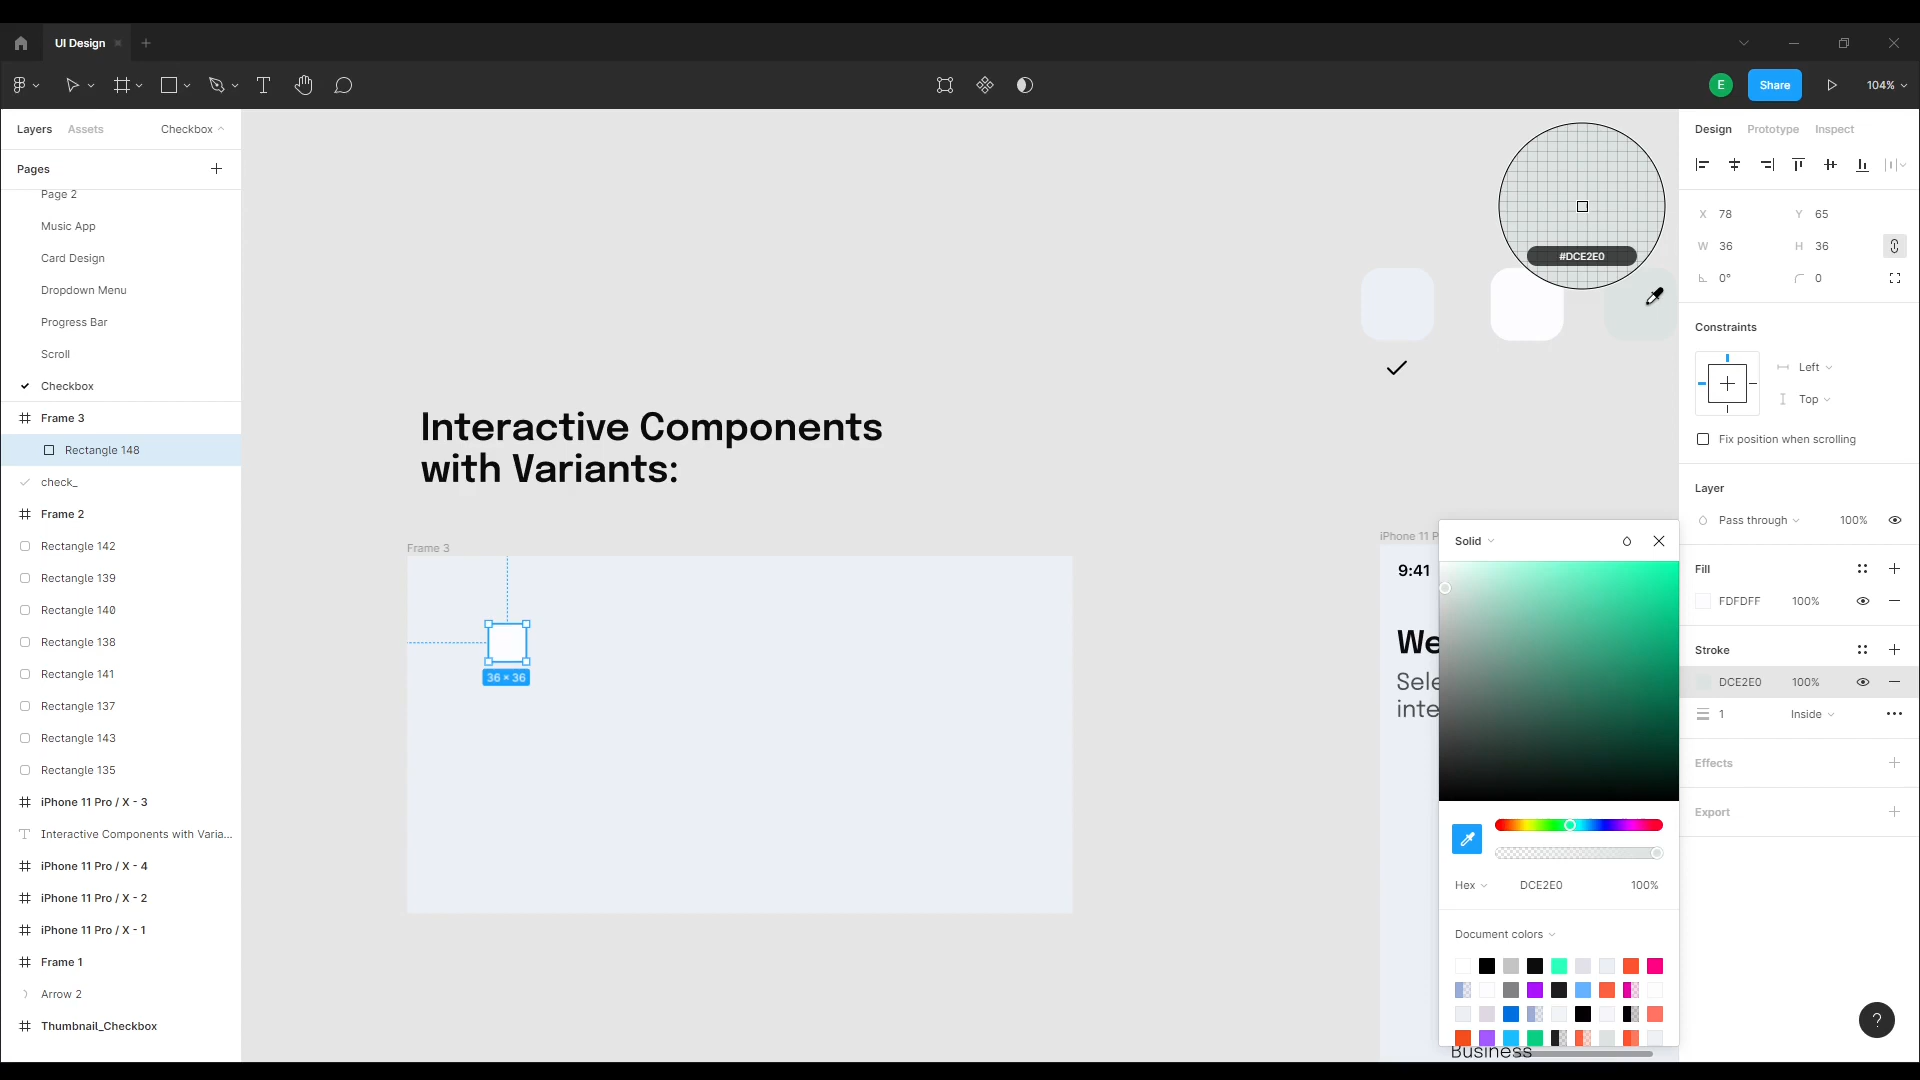 UI Design
E
Share
104%
Layers
Assets
Checkbox
Pages
Page 2
Music App
Card Design
Dropdown Menu
Progress Bar
Scroll
Checkbox
Frame 3
Rectangle 148
check_
Frame 2
Rectangle 142
Rectangle 139
Rectangle 140
Rectangle 138
Rectangle 141
Rectangle 137
Rectangle 143
Rectangle 135
iPhone 11 Pro / X - 3
Interactive Components with Varia...
iPhone 11 Pro / X - 4
iPhone 11 Pro / X - 2
iPhone 11 Pro / X - 1
Frame 1
Arrow 2
Thumbnail_Checkbox
#DCE2E0
Interactive Components
with Variants:
Frame 3
36 × 36
iPhone 11 P
9:41
We
Sele
inte
Business
Solid
Hex
DCE2E0
100%
Document colors
Design
Prototype
Inspect
X 78
Y 65
W 36
H 36
0°
0
Constraints
Left
Top
Fix position when scrolling
Layer
Pass through
100%
Fill
FDFDFF
100%
Stroke
DCE2E0
100%
1
Inside
Effects
Export
?